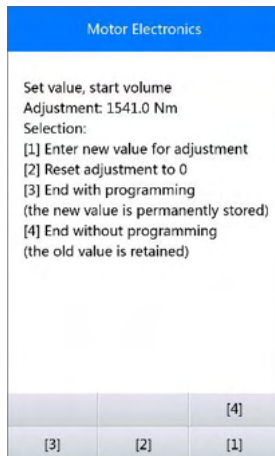 Motor Electronics
Set value, start volume
Adjustment: 1541.0 Nm
Selection:
[1] Enter new value for adjustment
[2] Reset adjustment to 0
[3] End with programming
(the new value is permanently stored)
[4] End without programming
(the old value is retained)
[4]
[3] [2] [1]